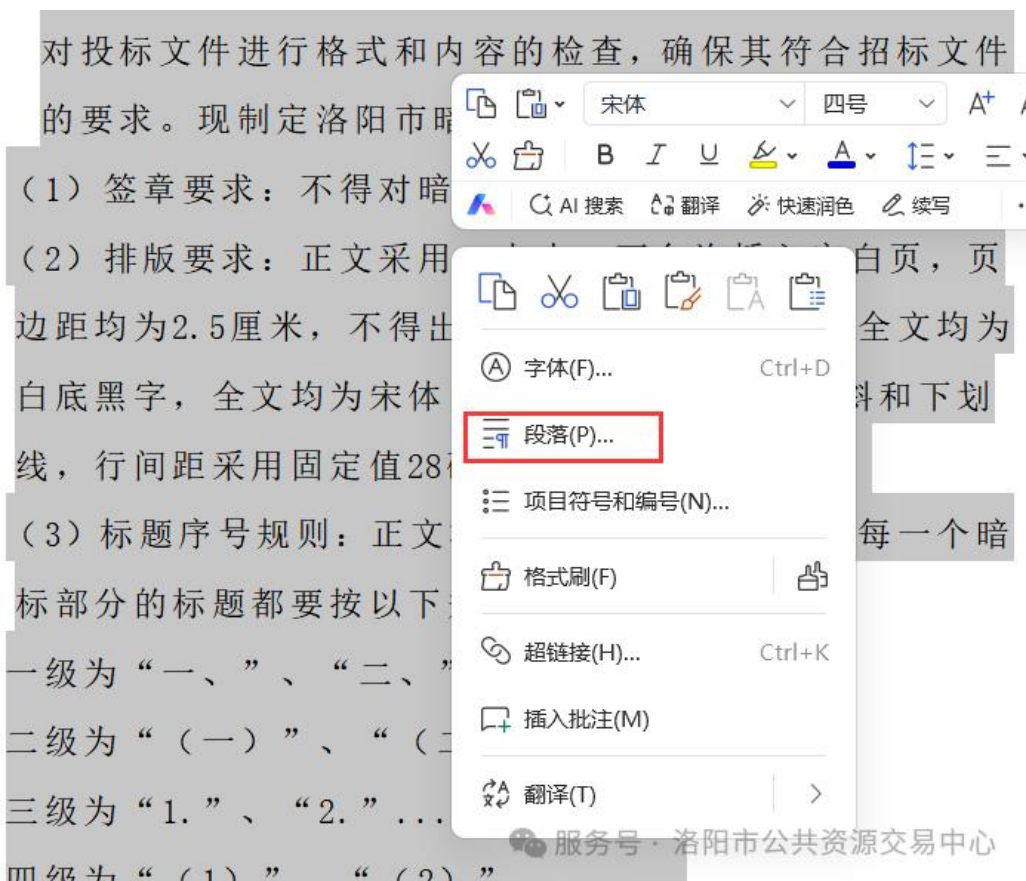 对投标文件进行格式和内容的检查，确保其符合招标文件
的要求。现制定洛阳市暗
宋体 四号 A+
B I U A
（1）签章要求：不得对暗
AI 搜索 翻译 快速润色 续写
（2）排版要求：正文采用
白页，页
边距均为2.5厘米，不得出
全文均为
字体(F)... Ctrl+D
白底黑字，全文均为宋体
和下划
段落(P)...
线，行间距采用固定值28
项目符号和编号(N)...
（3）标题序号规则：正文
每一个暗
格式刷(F)
标部分的标题都要按以下
超链接(H)... Ctrl+K
一级为“一、”、“二、”
插入批注(M)
二级为“（一）”、“（
翻译(T)
三级为“1.”、“2.”...
服务号 · 洛阳市公共资源交易中心
四级为“（1）”、“（2）”